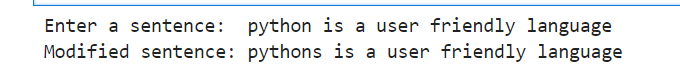 Enter a sentence:  python is a user friendly language
Modified sentence: pythons is a user friendly language